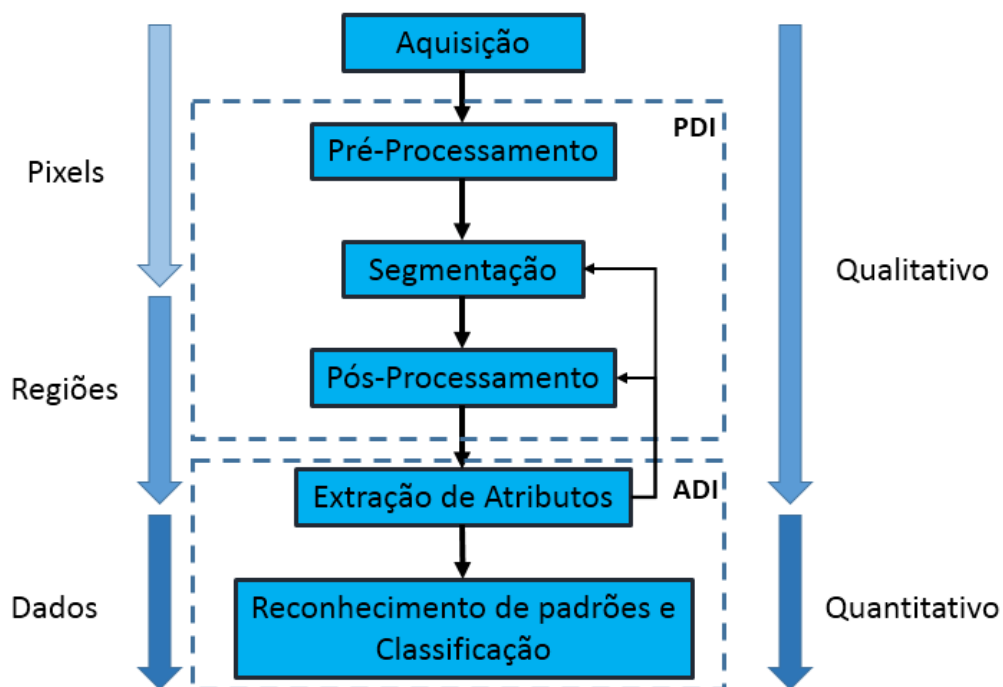 Aquisição
PDI
Pré-Processamento
Pixels
Segmentação
Qualitativo
Pós-Processamento
Regiões
Extração de Atributos
ADI
Dados
Reconhecimento de padrões e
Classificação
Quantitativo